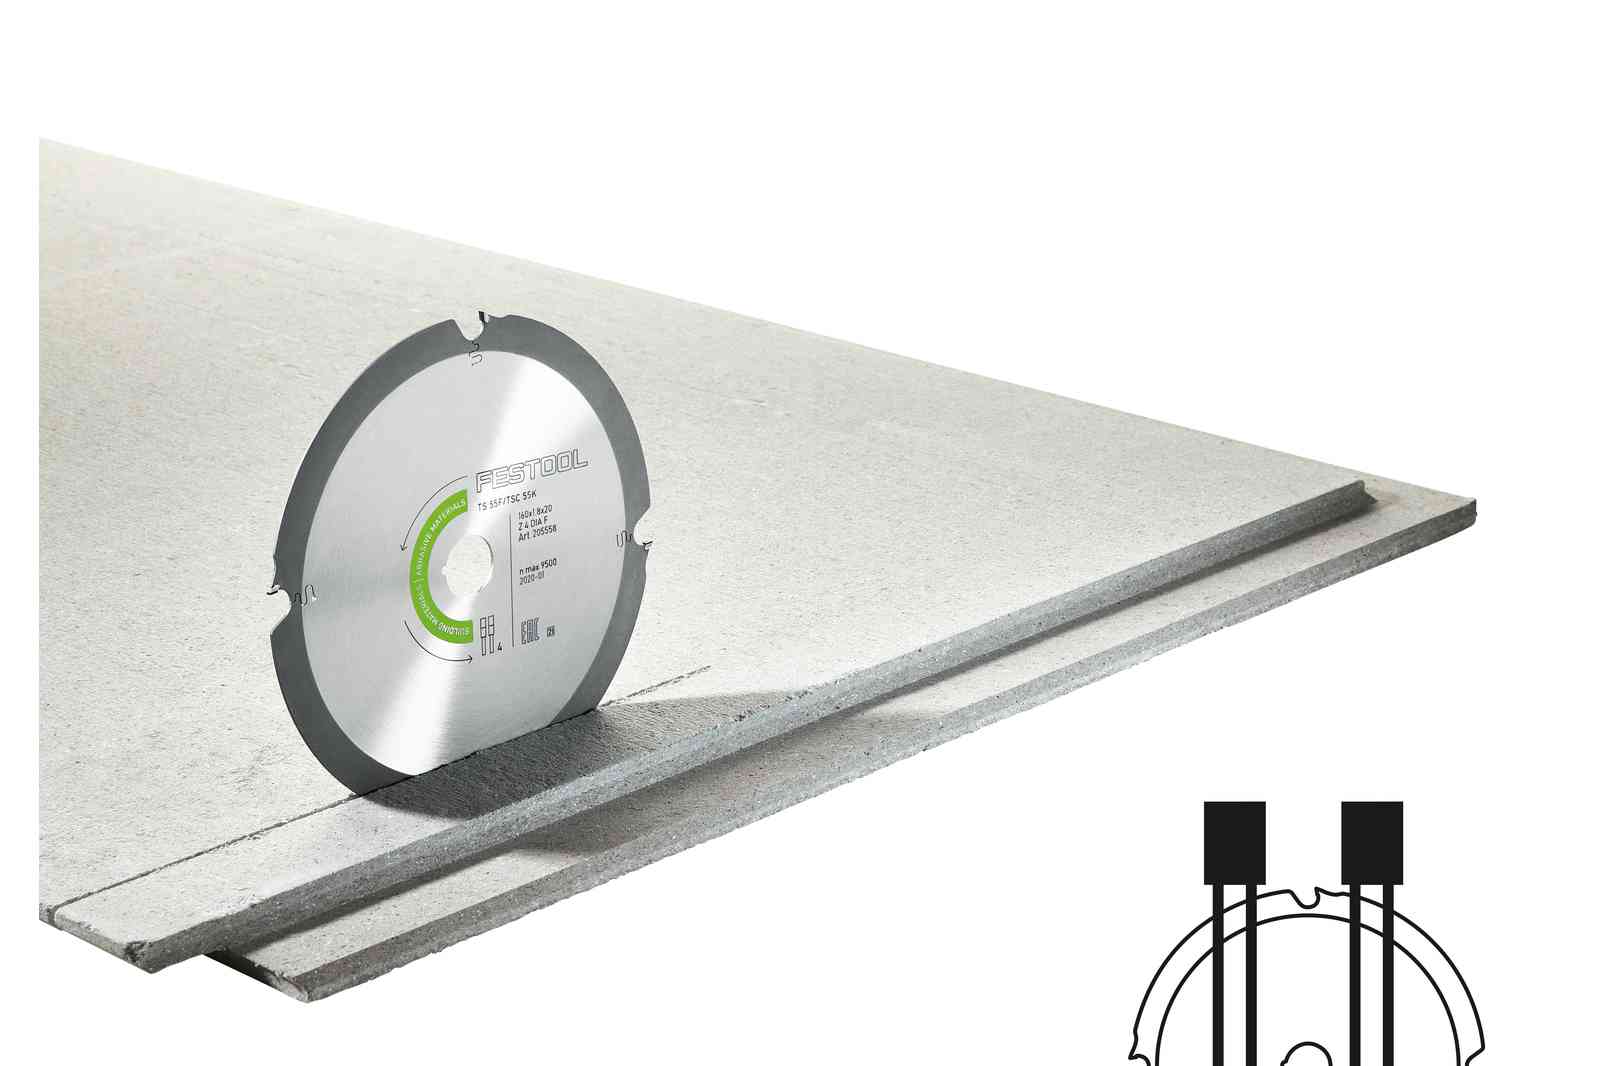 FESTOOL
TS 55F/TSC 55K
160x1,8x20
Z 4 DIA F
Art. 205558
n max 9500
2020-01
BUILDING MATERIALS | ABRASIVE MATERIALS
4
EAC